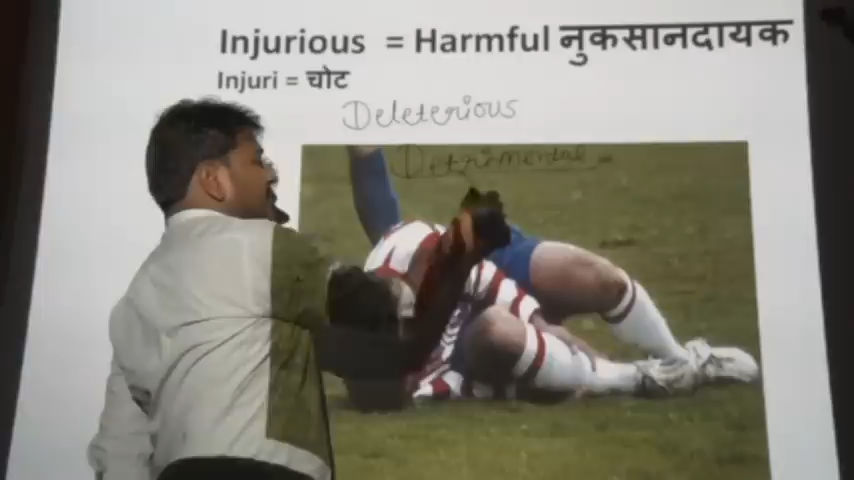 Injurious = Harmful नुकसानदायक
Injuri = चोट
Deleterious
Detrimental